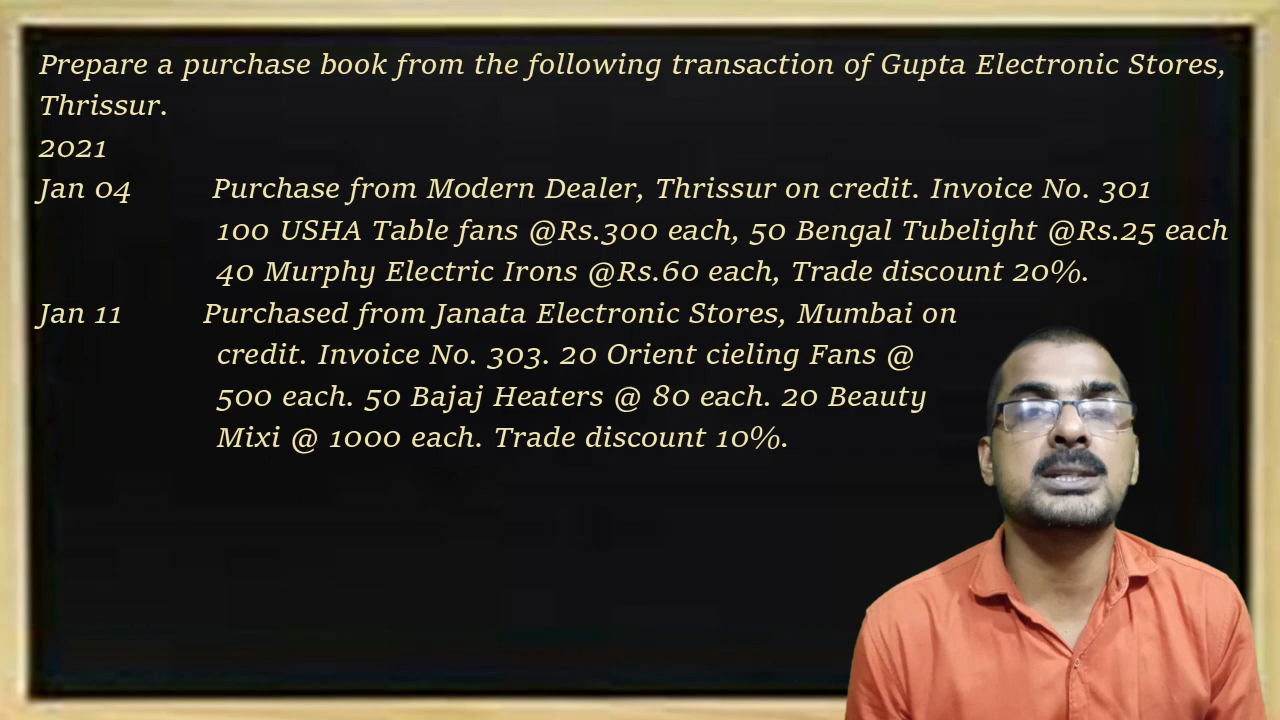 Prepare a purchase book from the following transaction of Gupta Electronic Stores,
Thrissur.
2021
Jan 04 Purchase from Modern Dealer, Thrissur on credit. Invoice No. 301
100 USHA Table fans @Rs.300 each, 50 Bengal Tubelight @Rs.25 each
40 Murphy Electric Irons @Rs.60 each, Trade discount 20%.
Jan 11 Purchased from Janata Electronic Stores, Mumbai on
credit. Invoice No. 303. 20 Orient cieling Fans @
500 each. 50 Bajaj Heaters @ 80 each. 20 Beauty
Mixi @ 1000 each. Trade discount 10%.